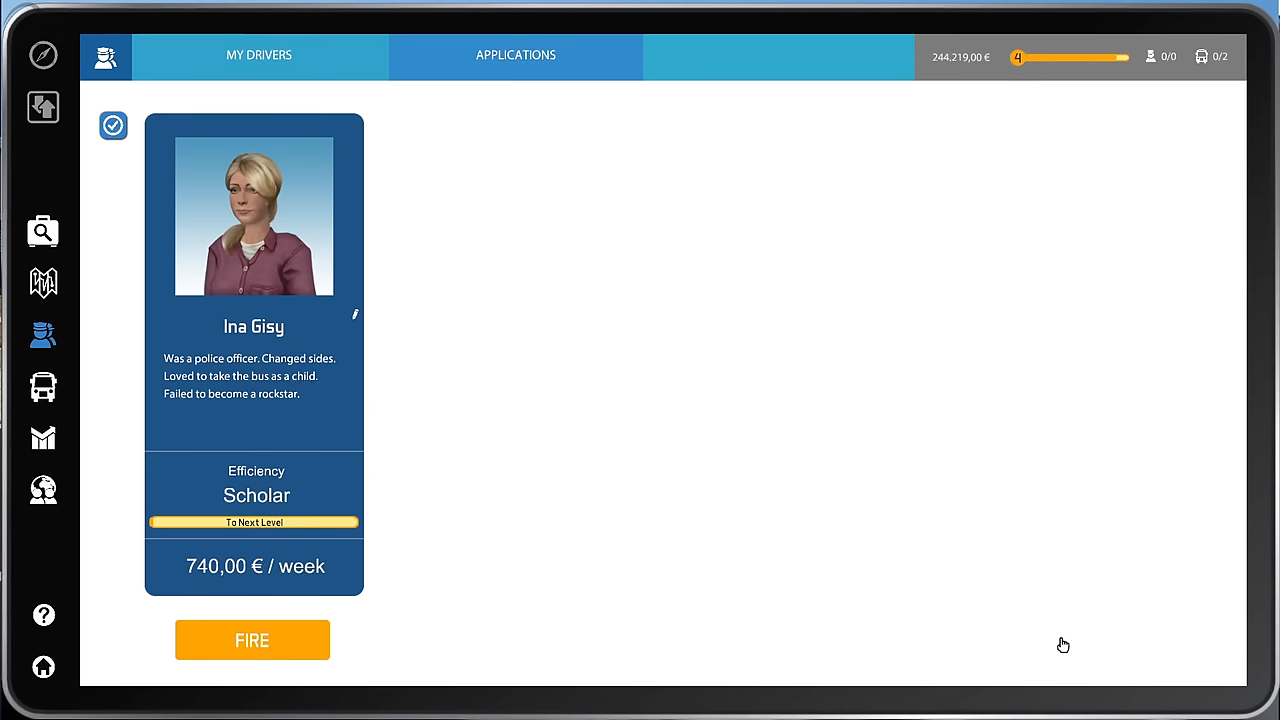 MY DRIVERS
APPLICATIONS
244.219,00 €
4
0/0
0/2
Ina Gisy
Was a police officer. Changed sides.
Loved to take the bus as a child.
Failed to become a rockstar.
Efficiency
Scholar
To Next Level
740,00 € / week
FIRE
?